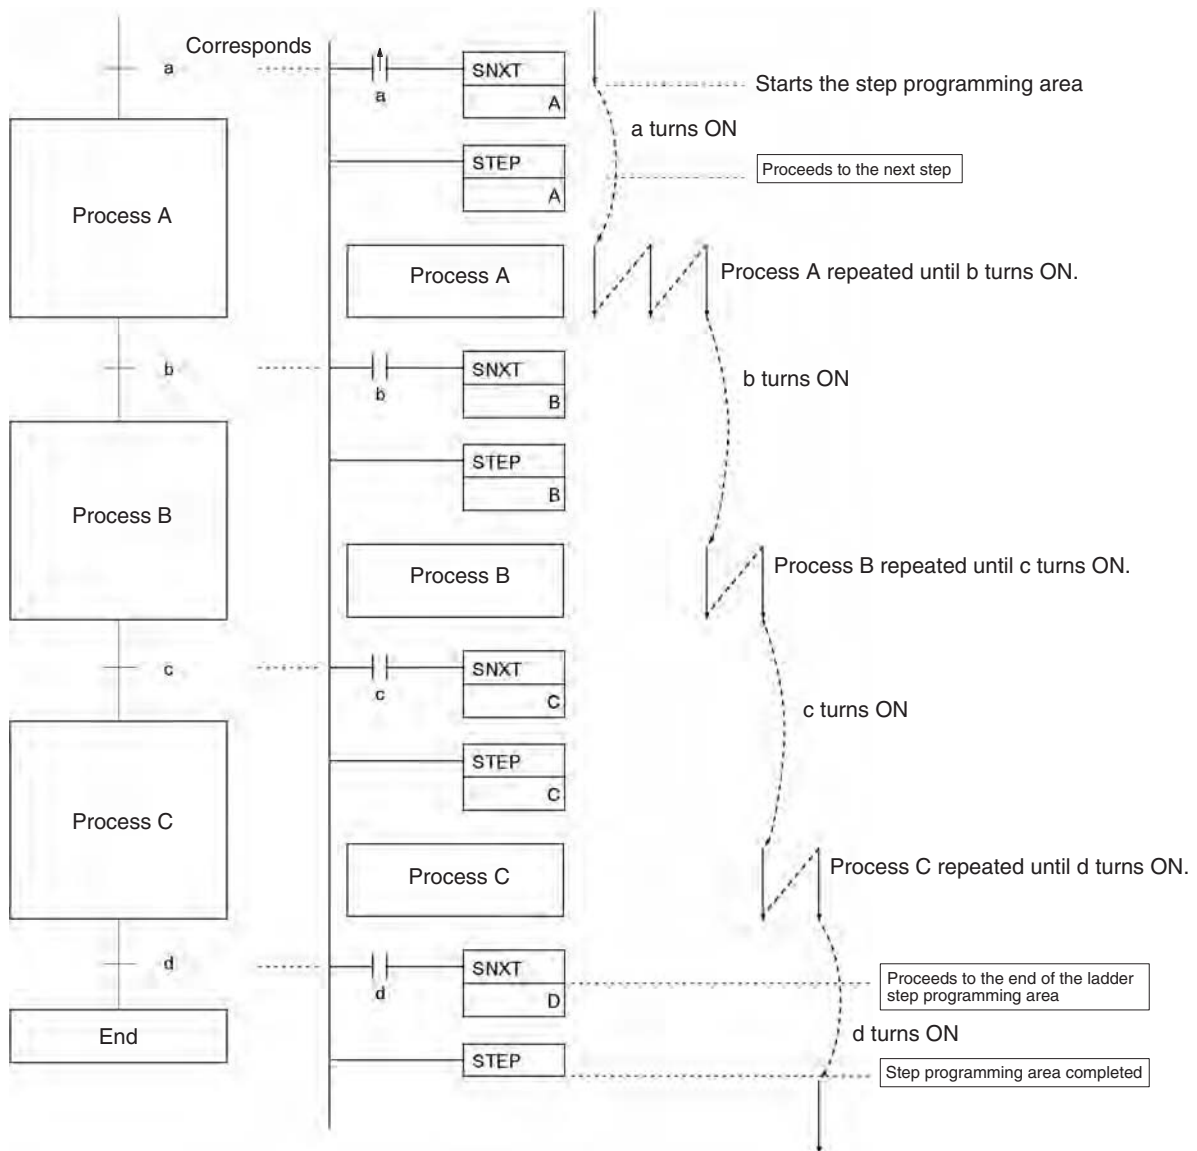 Corresponds
a
a
SNXT
A
Starts the step programming area
a turns ON
STEP
A
Proceeds to the next step
Process A
Process A
Process A repeated until b turns ON.
b
b
SNXT
B
b turns ON
STEP
B
Process B
Process B
Process B repeated until c turns ON.
c
c
SNXT
C
c turns ON
STEP
C
Process C
Process C
Process C repeated until d turns ON.
d
d
SNXT
D
Proceeds to the end of the ladder
step programming area
d turns ON
End
STEP
Step programming area completed